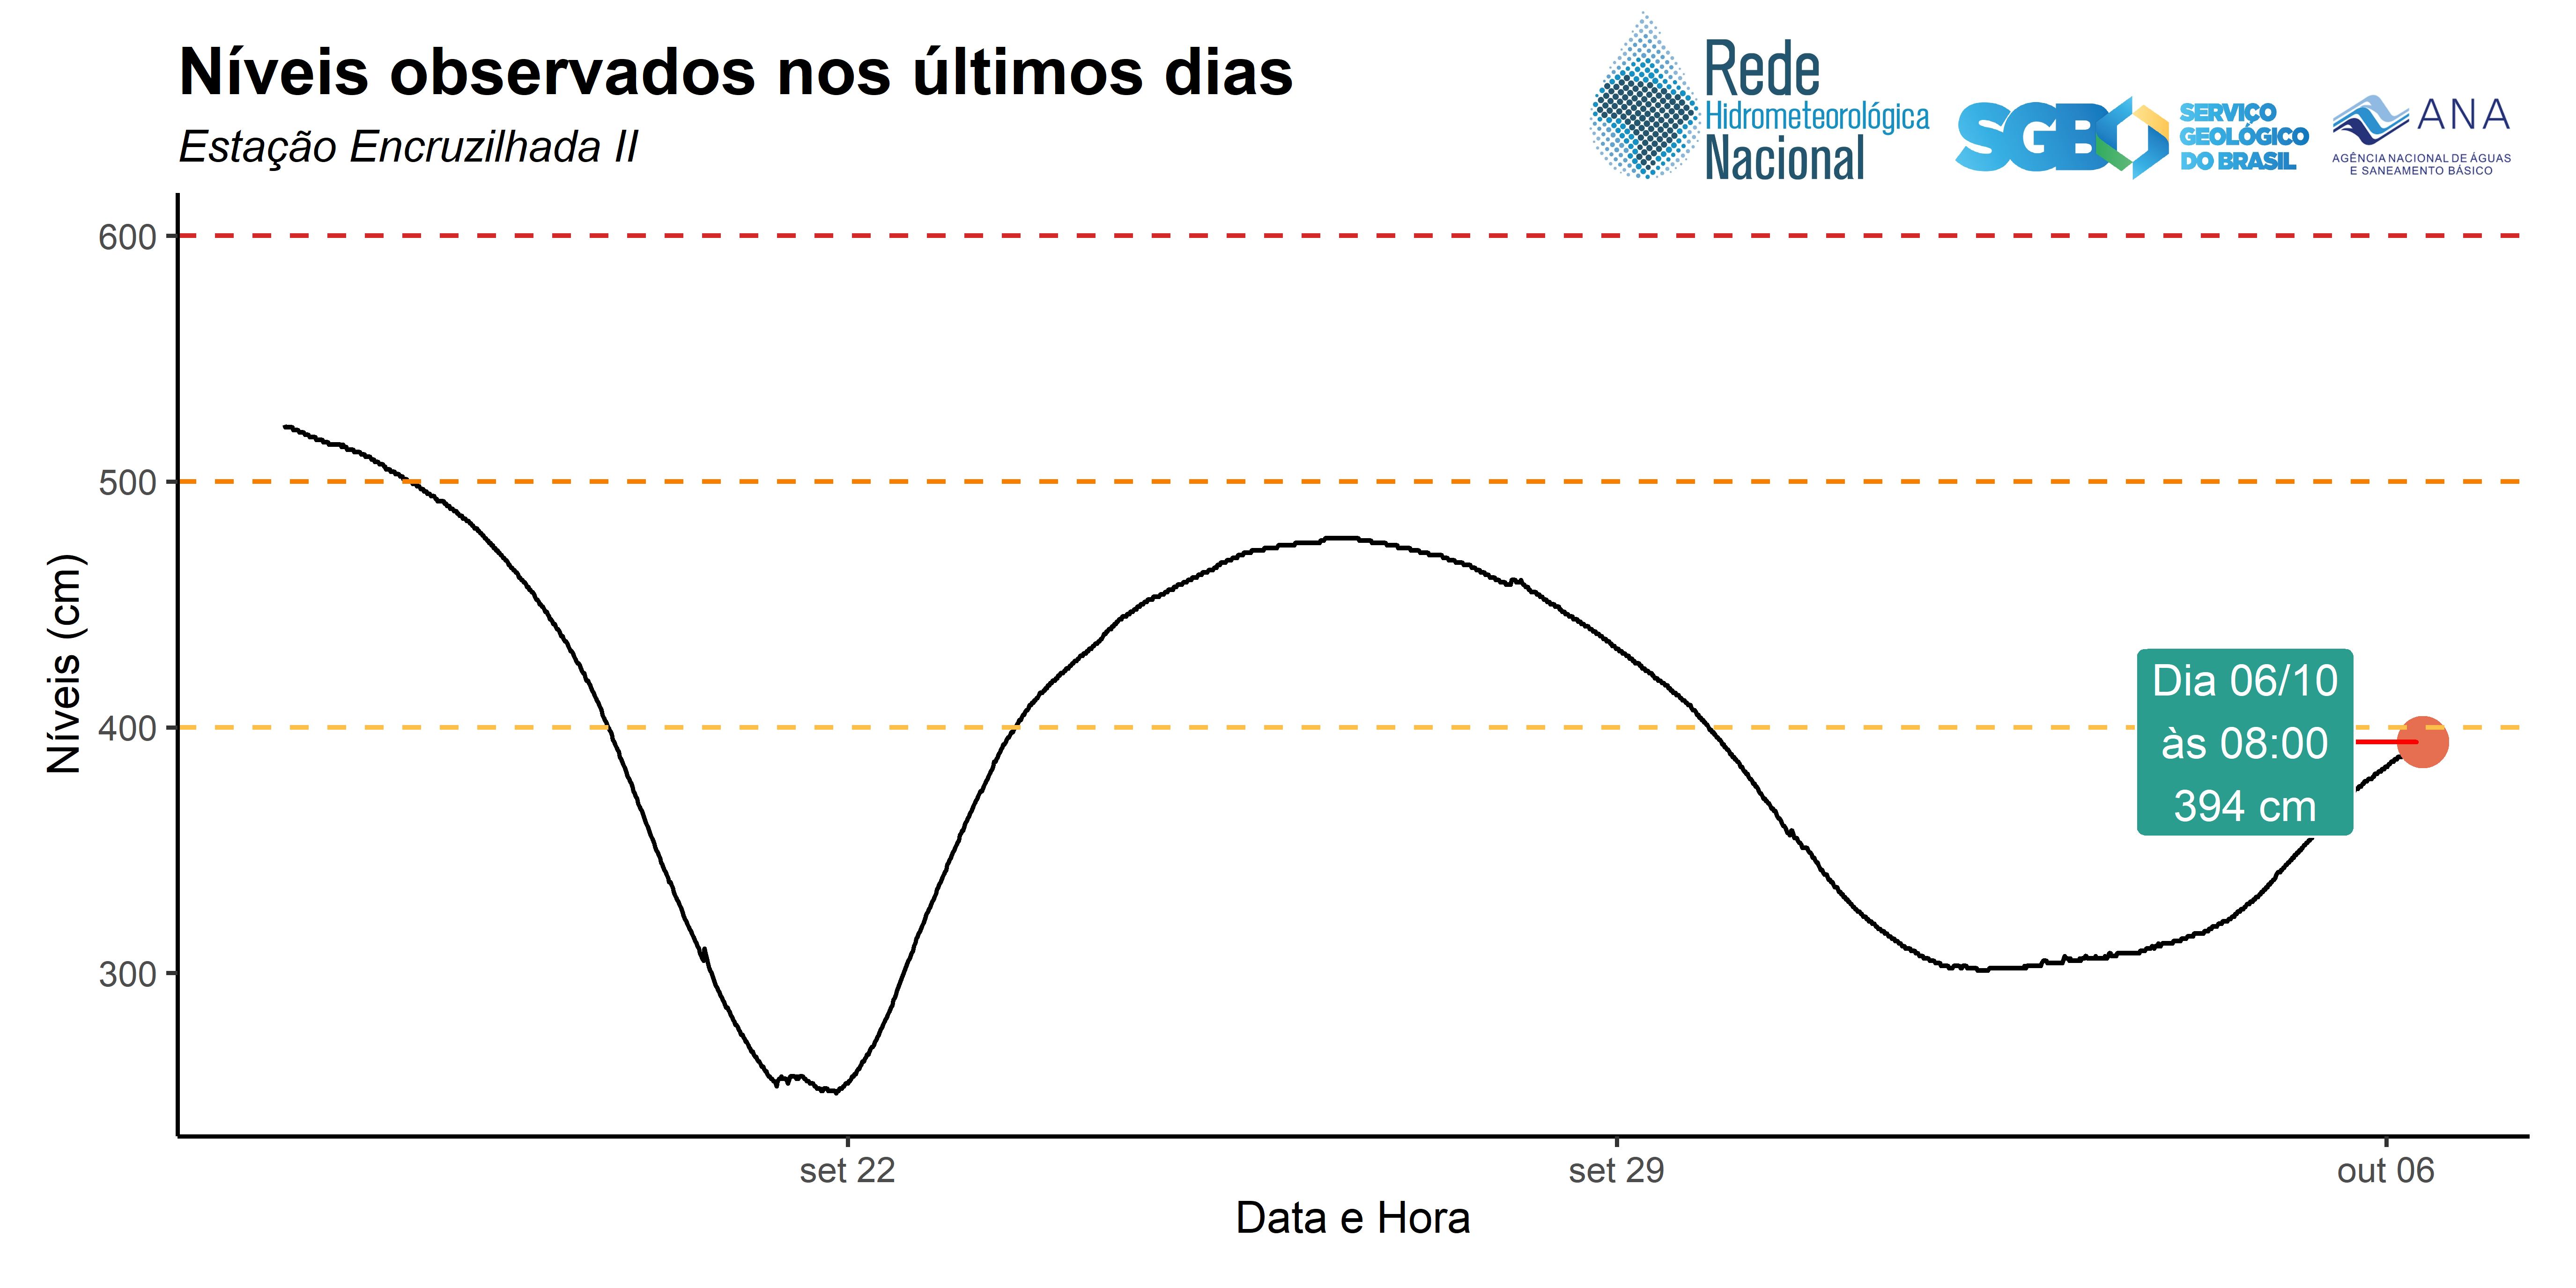 Níveis observados nos últimos dias
Estação Encruzilhada II
Rede
Hidrometeorológica
Nacional
SGB
SERVIÇO
GEOLÓGICO
DO BRASIL
ANA
AGÊNCIA NACIONAL DE ÁGUAS
E SANEAMENTO BÁSICO
600
500
400
300
Níveis (cm)
Dia 06/10
às 08:00
394 cm
set 22
set 29
out 06
Data e Hora